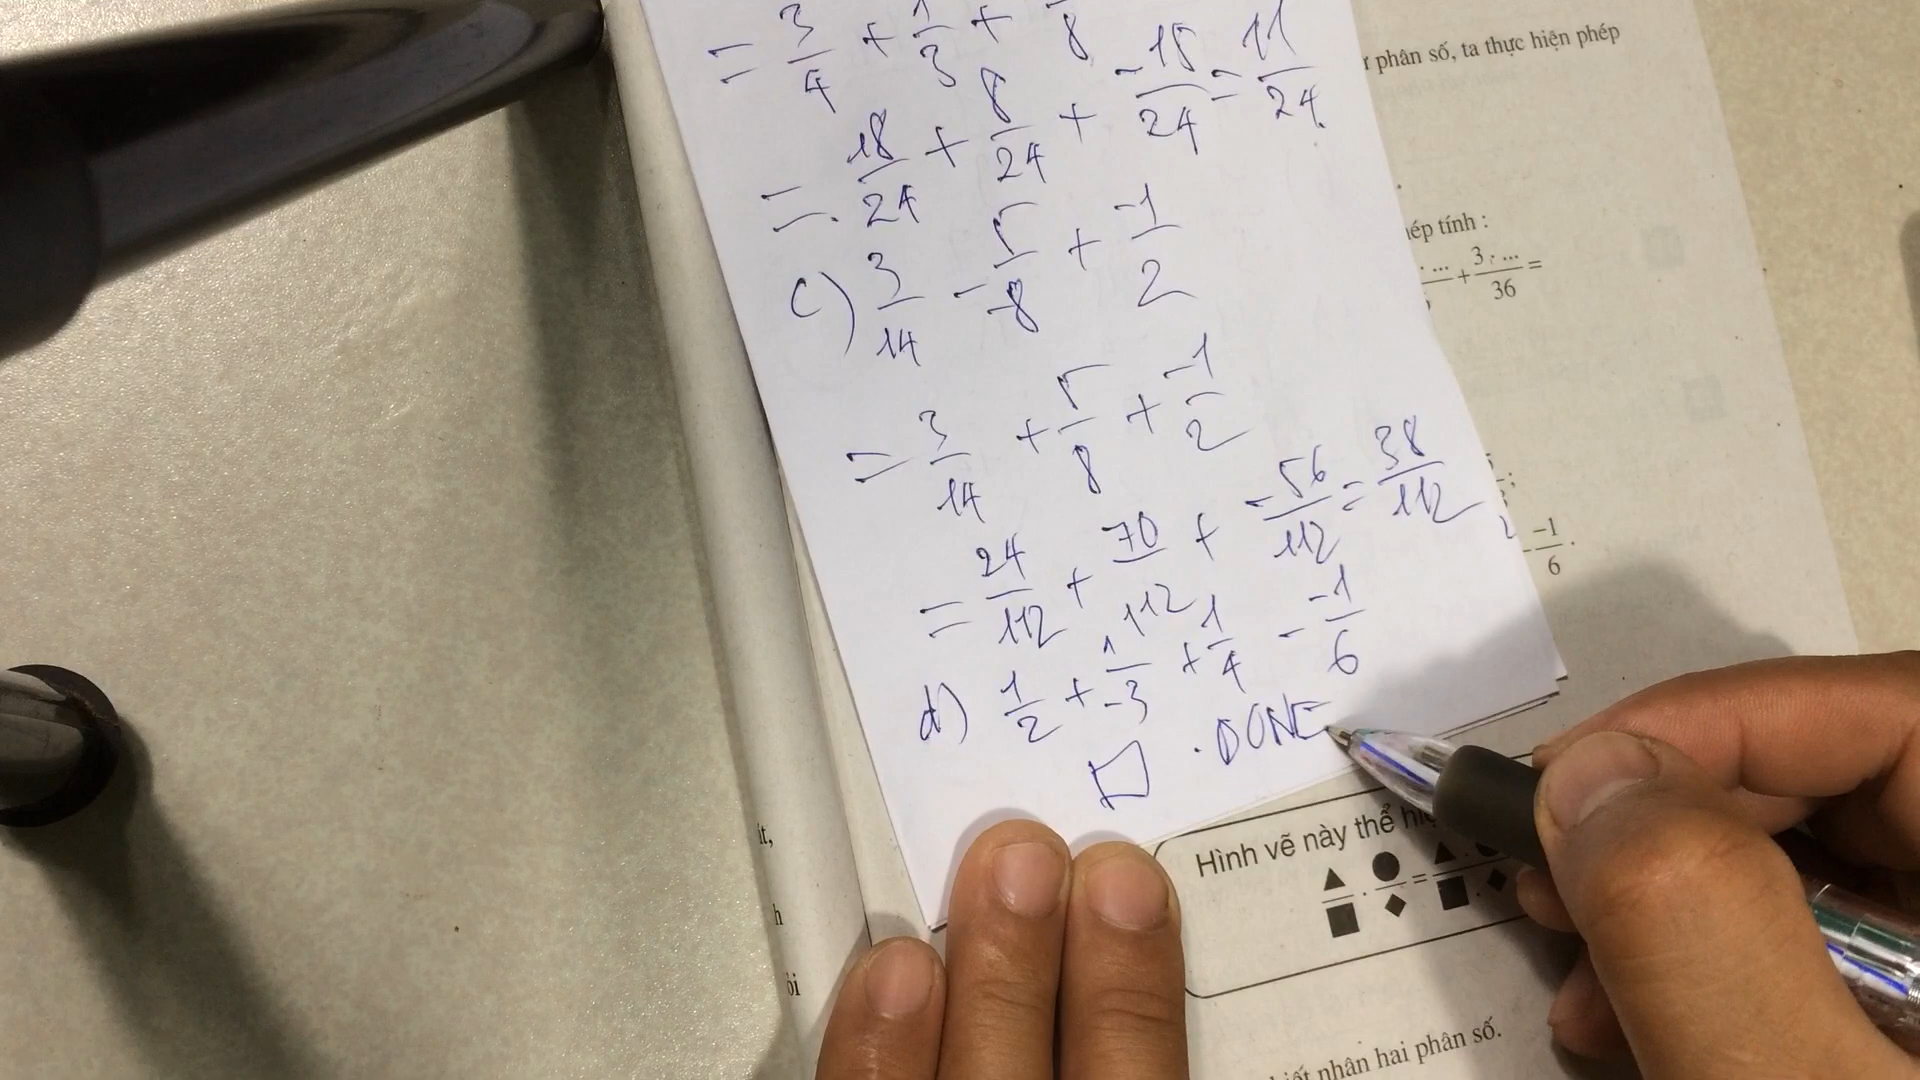 = 3/4 + 1/3 + /8
= 18/24 + 8/24 + -15/24 = 11/24
c) 3/14 - 5/-8 + -1/2
= 3/14 + 5/8 + -1/2
= 24/112 + 70/112 + -56/112 = 38/112
d) 1/2 + 1/-3 + 1/4 - -1/6
. DONE
phân số, ta thực hiện phép
ép tính :
. ... + 3 . .../36 =
-1/6 .
Hình vẽ này thể
▲/■ . ●/◆ = ▲ . /■ . ◆
ít,
h
nhân hai phân số.